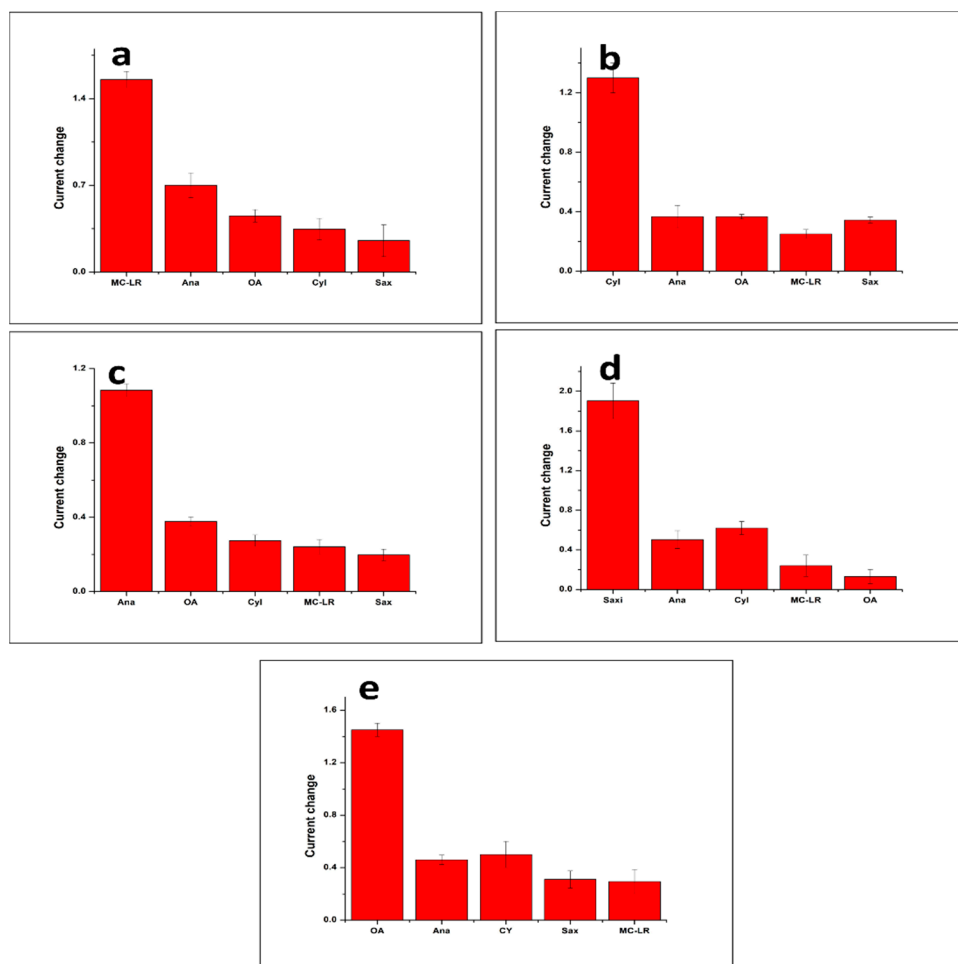 a
Current change
1.4
0.7
0.0
MC-LR Ana OA Cyl Sax
b
Current change
1.2
0.8
0.4
0.0
Cyl Ana OA MC-LR Sax
c
Current change
1.2
0.8
0.4
0.0
Ana OA Cyl MC-LR Sax
d
Current change
2.0
1.6
1.2
0.8
0.4
0.0
Saxi Ana Cyl MC-LR OA
e
Current change
1.6
1.2
0.8
0.4
0.0
OA Ana CY Sax MC-LR